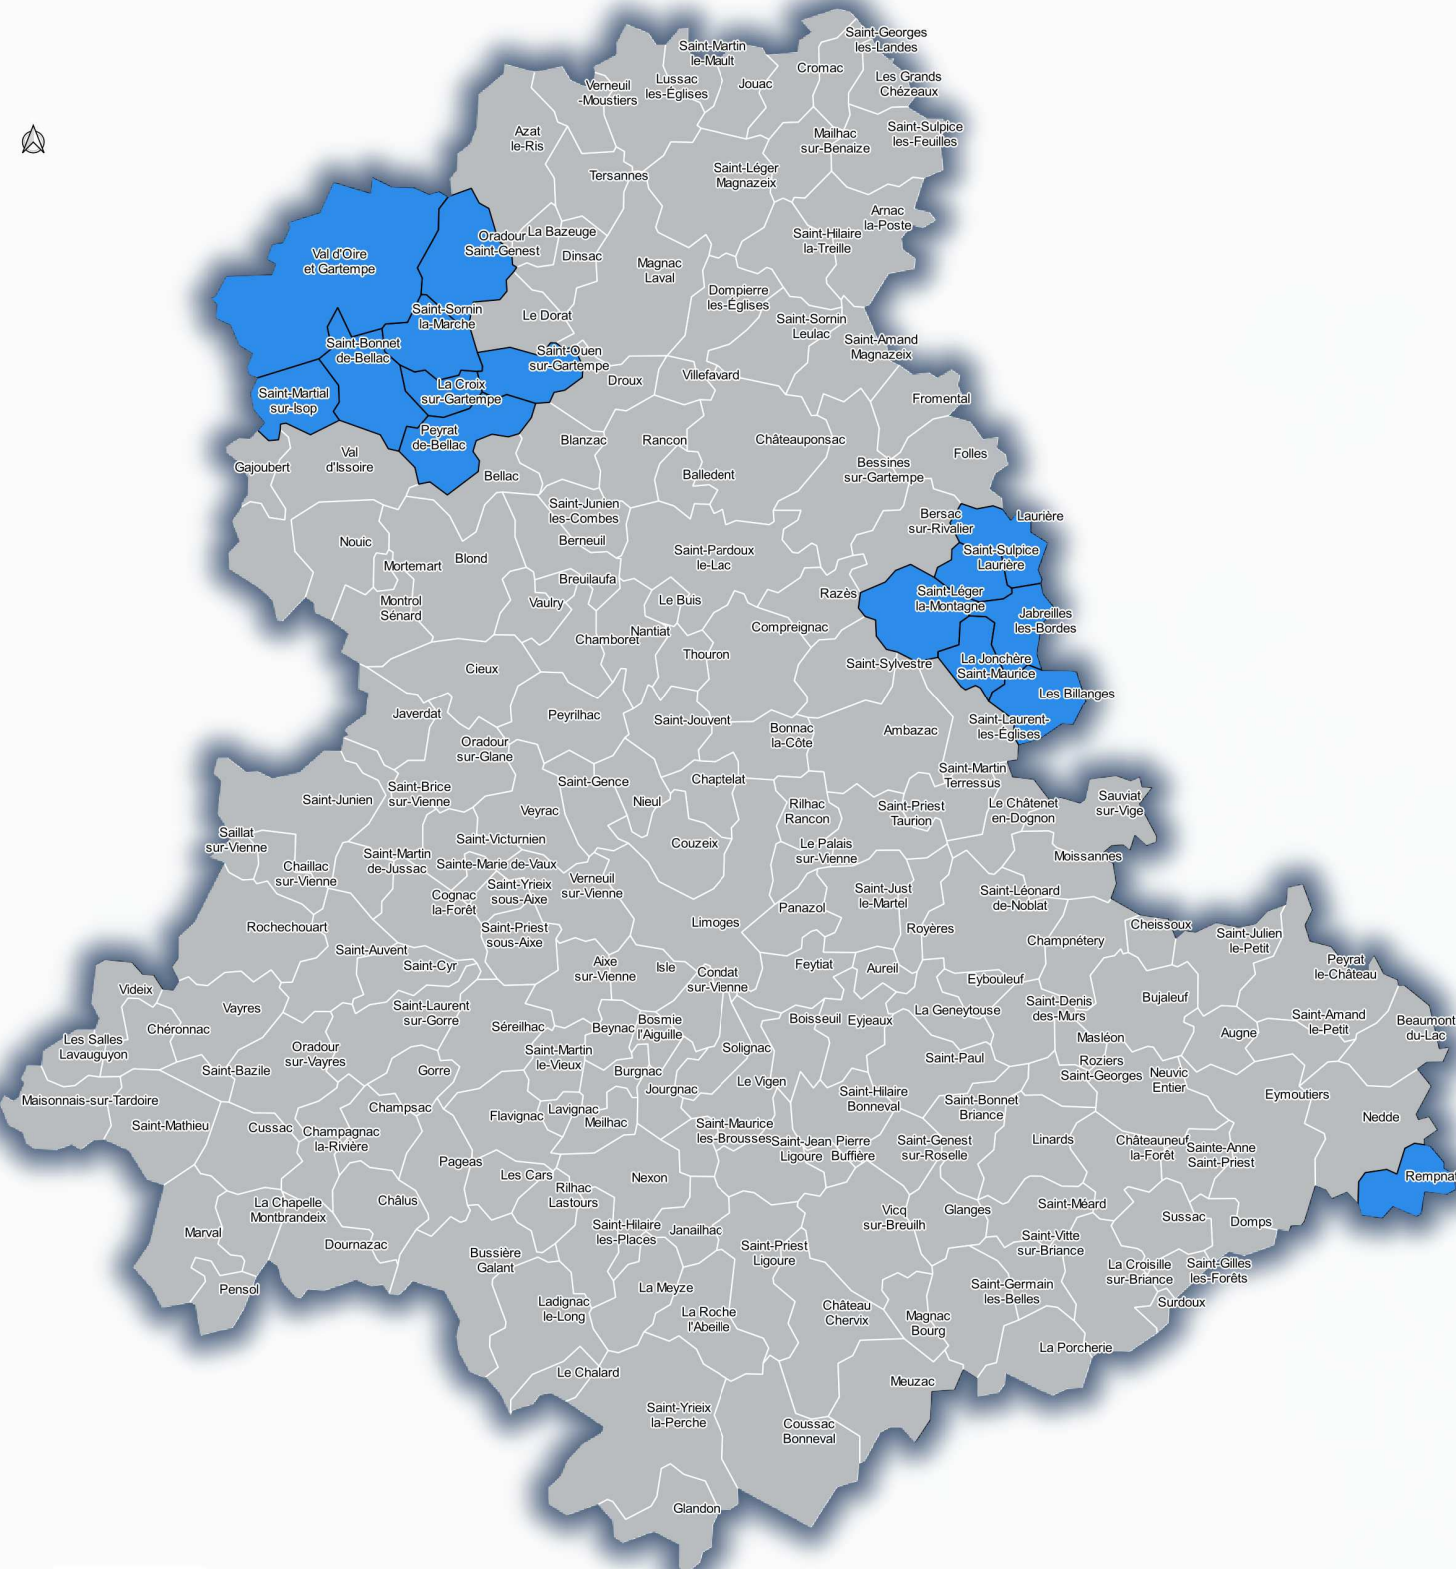 Saint-Georges
les-Landes
Saint-Martin
le-Mault
Cromac
Les Grands
Chézeaux
Lussac
les-Églises
Jouac
Verneuil
-Moustiers
Azat
le-Ris
Mailhac
sur-Benaize
Saint-Sulpice
les-Feuilles
Tersannes
Saint-Léger
Magnazeix
Arnac
la-Poste
Saint-Hilaire
la-Treille
Oradour
Saint-Genest
La Bazeuge
Dinsac
Val d'Oire
et Gartempe
Magnac
Laval
Dompierre
les-Églises
Saint-Sornin
la-Marche
Le Dorat
Saint-Sornin
Leulac
Saint-Amand
Magnazeix
Saint-Bonnet
de-Bellac
Saint-Ouen
sur-Gartempe
Droux
Villefavard
La Croix
sur-Gartempe
Saint-Martial
sur-Isop
Fromental
Peyrat
de-Bellac
Blanzac
Rancon
Châteauponsac
Val
d'Issoire
Gajoubert
Bellac
Balledent
Bessines
sur-Gartempe
Folles
Saint-Junien
les-Combes
Bersac
sur-Rivalier
Laurière
Nouic
Berneuil
Saint-Pardoux
le-Lac
Saint-Sulpice
Laurière
Mortemart
Blond
Breuilaufa
Razès
Saint-Léger
la-Montagne
Montrol
Sénard
Vaulry
Le Buis
Jabreilles
les-Bordes
Chamboret
Nantiat
Compreignac
Thouron
Saint-Sylvestre
La Jonchère
Saint-Maurice
Cieux
Les Billanges
Javerdat
Peyrilhac
Saint-Jouvent
Bonnac
la-Côte
Ambazac
Saint-Laurent-
les-Églises
Oradour
sur-Glane
Saint-Martin
Terressus
Saint-Junien
Saint-Brice
sur-Vienne
Saint-Gence
Chaptelat
Nieul
Rilhac
Rancon
Saint-Priest
Taurion
Le Châtenet
en-Dognon
Sauviat
sur-Vige
Veyrac
Saillat
sur-Vienne
Saint-Victurnien
Couzeix
Le Palais
sur-Vienne
Moissannes
Chaillac
sur-Vienne
Saint-Martin
de-Jussac
Sainte-Marie de-Vaux
Cognac
la-Forêt
Saint-Yrieix
sous-Aixe
Verneuil
sur-Vienne
Saint-Just
le-Martel
Saint-Léonard
de-Noblat
Rochechouart
Saint-Priest
sous-Aixe
Limoges
Panazol
Royères
Champnétery
Cheissoux
Saint-Julien
le-Petit
Saint-Auvent
Saint-Cyr
Aixe
sur-Vienne
Isle
Condat
sur-Vienne
Feytiat
Aureil
Eybouleuf
Peyrat
le-Château
Videix
Vayres
Saint-Laurent
sur-Gorre
Bujaleuf
Saint-Denis
des-Murs
La Geneytouse
Chéronnac
Séreilhac
Beynac
Bosmie
l'Aiguille
Boisseuil
Eyjeaux
Saint-Amand
le-Petit
Beaumont
du-Lac
Les Salles
Lavauguyon
Oradour
sur-Vayres
Saint-Martin
le-Vieux
Solignac
Masléon
Augne
Saint-Bazile
Gorre
Burgnac
Saint-Paul
Roziers
Saint-Georges
Neuvic
Entier
Jourgnac
Le Vigen
Eymoutiers
Maisonnais-sur-Tardoire
Champsac
Saint-Hilaire
Bonneval
Saint-Bonnet
Briance
Flavignac
Lavignac
Meilhac
Nedde
Saint-Mathieu
Cussac
Champagnac
la-Rivière
Saint-Maurice
les-Brousses
Saint-Jean
Ligoure
Pierre
Buffière
Saint-Genest
sur-Roselle
Linards
Châteauneuf
la-Forêt
Sainte-Anne
Saint-Priest
Pageas
Les Cars
Nexon
Rempnat
La Chapelle
Montbrandeix
Châlus
Rilhac
Lastours
Saint-Méard
Sussac
Domps
Vicq
sur-Breuilh
Glanges
Marval
Saint-Hilaire
les-Places
Janailhac
Dournazac
Saint-Priest
Ligoure
Saint-Vitte
sur-Briance
Bussière
Galant
La Croisille
sur-Briance
Saint-Gilles
les-Forêts
Pensol
La Meyze
Saint-Germain
les-Belles
Surdoux
Ladignac
le-Long
La Roche
l'Abeille
Château
Chervix
Magnac
Bourg
La Porcherie
Le Chalard
Meuzac
Saint-Yrieix
la-Perche
Coussac
Bonneval
Glandon